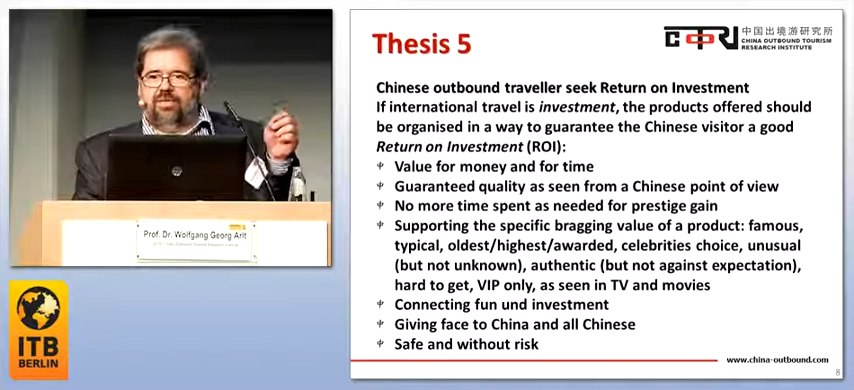 Prof. Dr. Wolfgang Georg Arlt
ITB
BERLIN
Thesis 5
中国出境游研究所
CHINA OUTBOUND TOURISM
RESEARCH INSTITUTE
Chinese outbound traveller seek Return on Investment
If international travel is investment, the products offered should
be organised in a way to guarantee the Chinese visitor a good
Return on Investment (ROI):
Value for money and for time
Guaranteed quality as seen from a Chinese point of view
No more time spent as needed for prestige gain
Supporting the specific bragging value of a product: famous,
typical, oldest/highest/awarded, celebrities choice, unusual
(but not unknown), authentic (but not against expectation),
hard to get, VIP only, as seen in TV and movies
Connecting fun und investment
Giving face to China and all Chinese
Safe and without risk
www.china-outbound.com
8